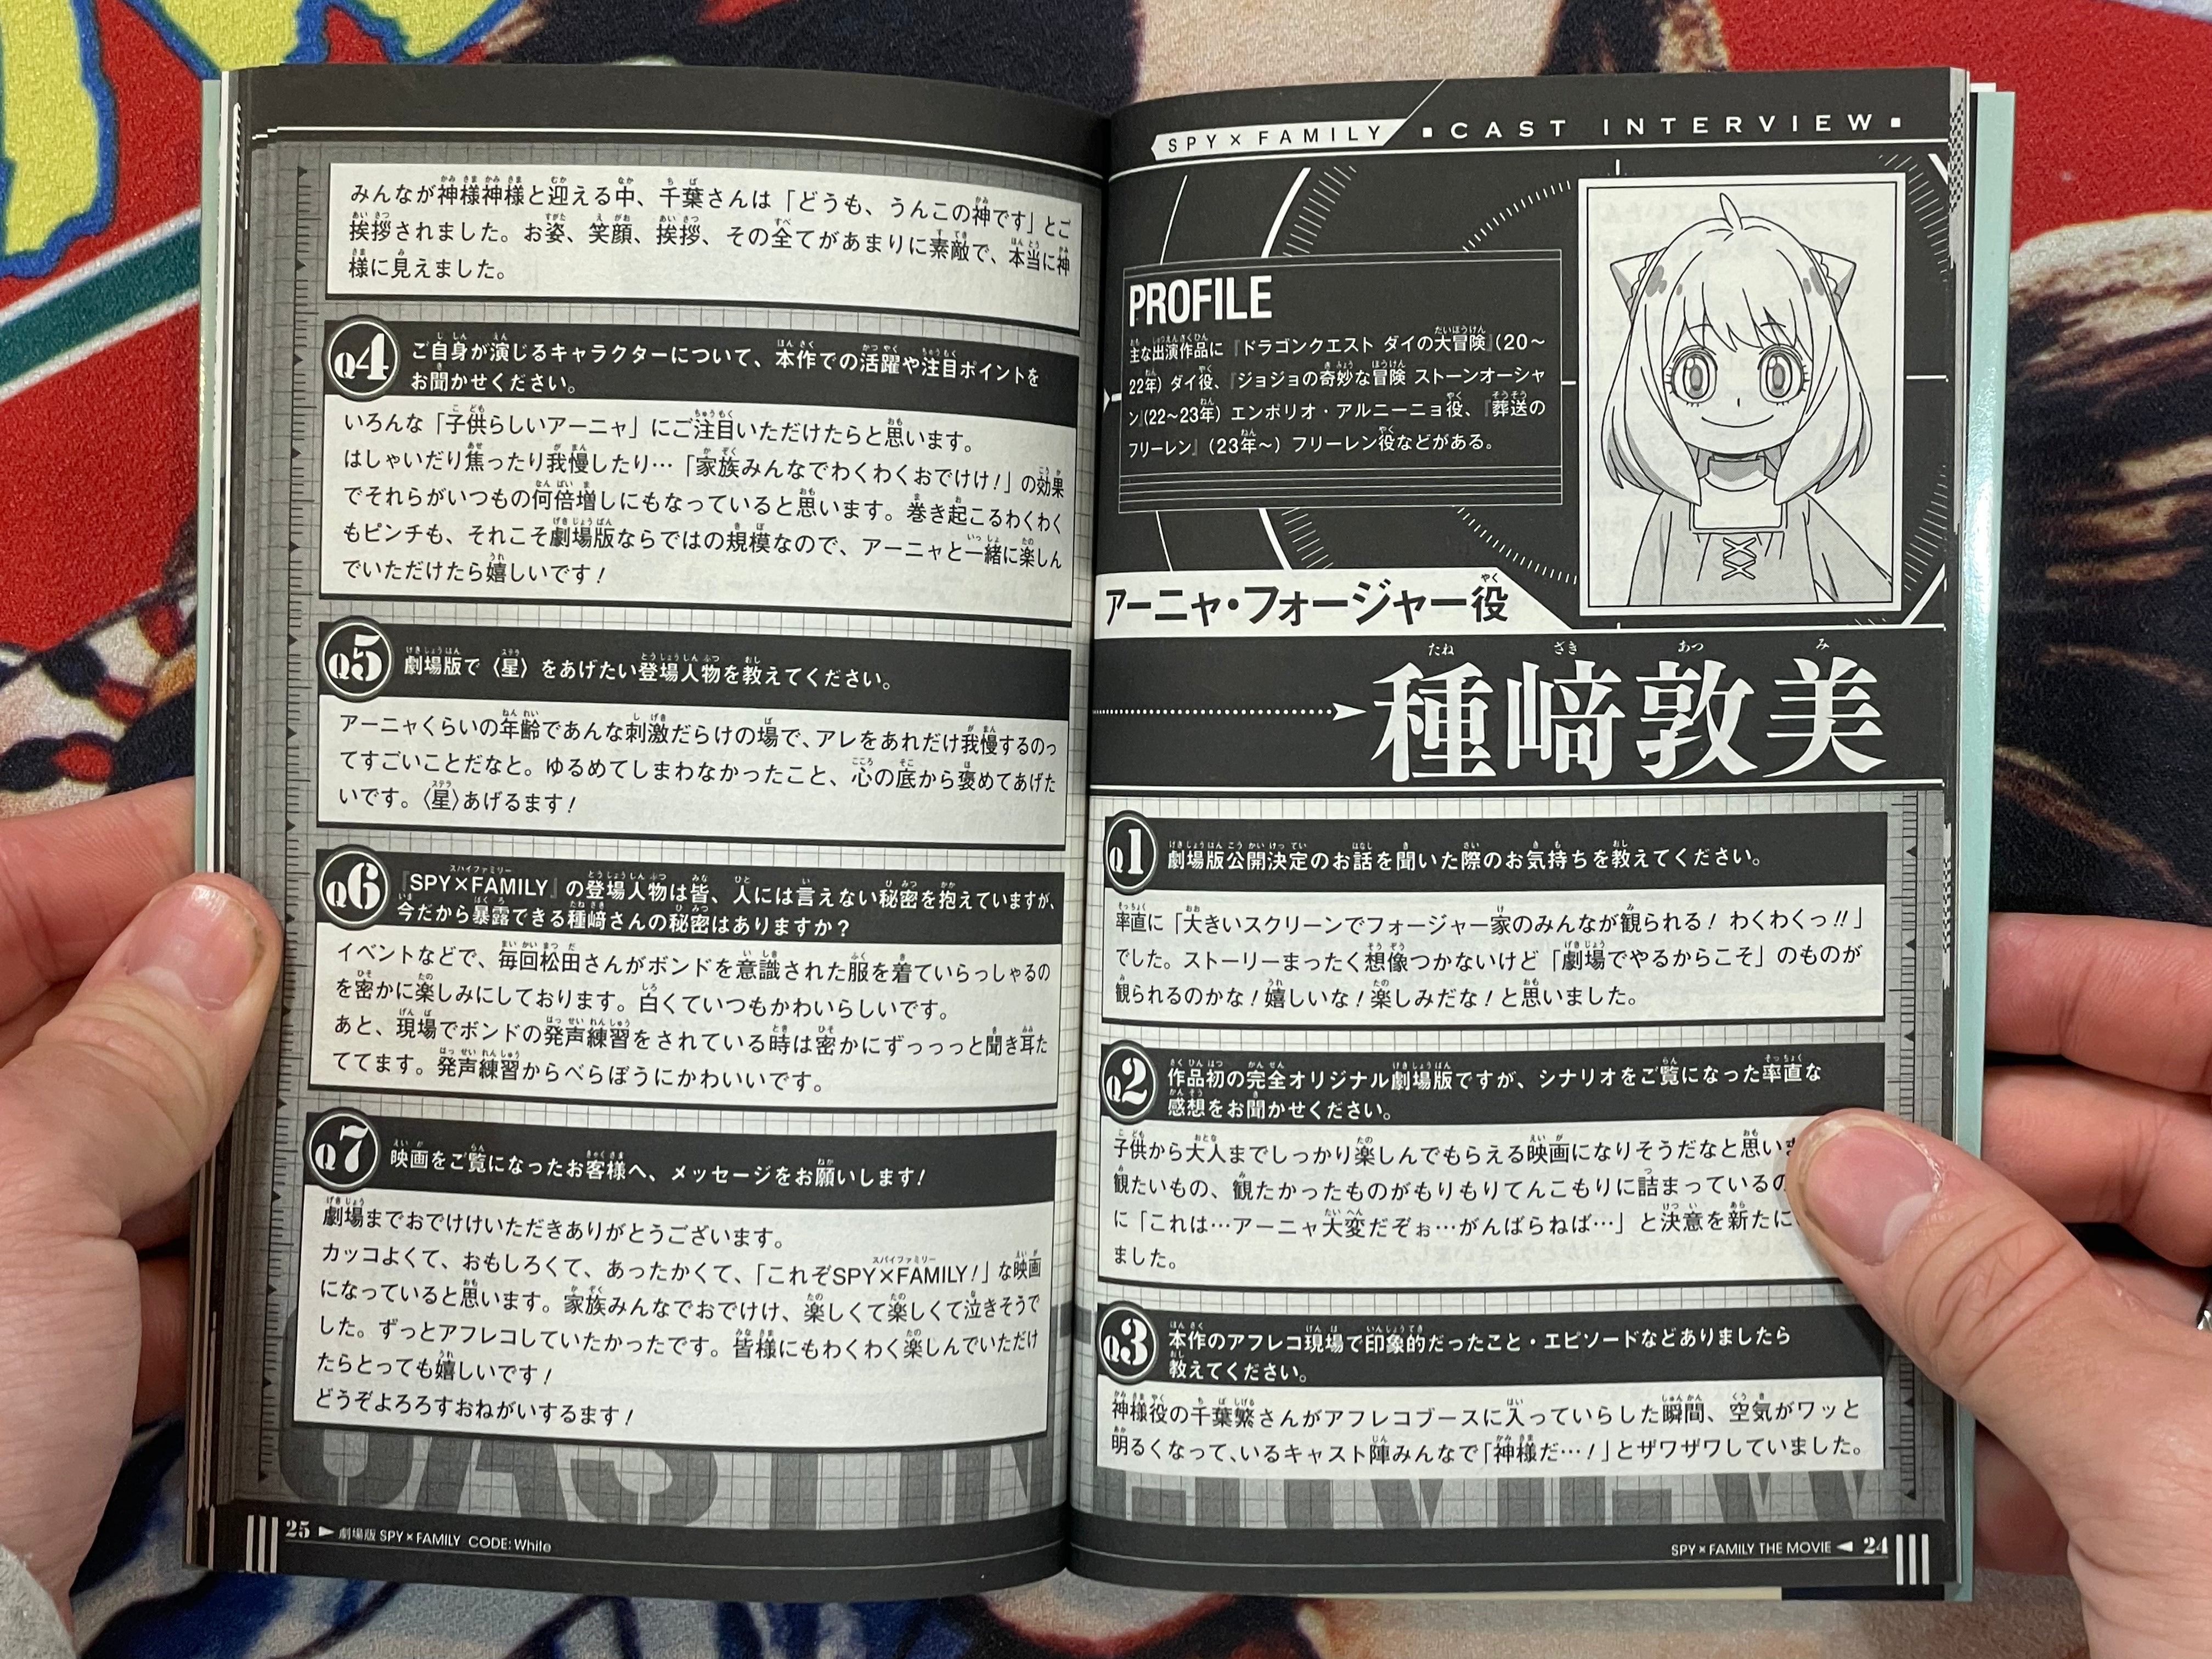 SPY×FAMILY
■CAST INTERVIEW■
PROFILE
主な出演作品に『ドラゴンクエスト ダイの大冒険』(20〜
22年) ダイ役、『ジョジョの奇妙な冒険 ストーンオーシャ
ン』(22〜23年) エンポリオ・アルニーニョ役、『葬送の
フリーレン』(23年〜) フリーレン役などがある。
アーニャ・フォージャー役
種﨑敦美
Q1 劇場版公開決定のお話を聞いた際のお気持ちを教えてください。
率直に「大きいスクリーンでフォージャー家のみんなが観られる! わくわくっ!!」
でした。ストーリーまったく想像つかないけど「劇場でやるからこそ」のものが
観られるのかな!嬉しいな!楽しみだな!と思いました。
Q2 作品初の完全オリジナル劇場版ですが、シナリオをご覧になった率直な
感想をお聞かせください。
子供から大人までしっかり楽しんでもらえる映画になりそうだなと思い
観たいもの、観たかったものがもりもりてんこもりに詰まっているの
に「これは…アーニャ大変だぞぉ…がんばらねば…」と決意を新たに
ました。
Q3 本作のアフレコ現場で印象的だったこと・エピソードなどありましたら
教えてください。
神様役の千葉繁さんがアフレコブースに入っていらした瞬間、空気がワッと
明るくなって、いるキャスト陣みんなで「神様だ…!」とザワザワしていました。
SPY×FAMILY THE MOVIE ◀ 24
みんなが神様神様と迎える中、千葉さんは「どうも、うんこの神です」とご
挨拶されました。お姿、笑顔、挨拶、その全てがあまりに素敵で、本当に神
様に見えました。
Q4 ご自身が演じるキャラクターについて、本作での活躍や注目ポイントを
お聞かせください。
いろんな「子供らしいアーニャ」にご注目いただけたらと思います。
はしゃいだり焦ったり我慢したり…「家族みんなでわくわくおでけけ!」の効果
でそれらがいつもの何倍増しにもなっていると思います。巻き起こるわくわく
もピンチも、それこそ劇場版ならではの規模なので、アーニャと一緒に楽しん
でいただけたら嬉しいです!
Q5 劇場版で〈星〉をあげたい登場人物を教えてください。
アーニャくらいの年齢であんな刺激だらけの場で、アレをあれだけ我慢するのっ
てすごいことだなと。ゆるめてしまわなかったこと、心の底から褒めてあげた
いです。〈星〉あげるます!
Q6 『SPY×FAMILY』の登場人物は皆、人には言えない秘密を抱えていますが、
今だから暴露できる種﨑さんの秘密はありますか?
イベントなどで、毎回松田さんがボンドを意識された服を着ていらっしゃるの
を密かに楽しみにしております。白くていつもかわいらしいです。
あと、現場でボンドの発声練習をされている時は密かにずっっっと聞き耳た
ててます。発声練習からべらぼうにかわいいです。
Q7 映画をご覧になったお客様へ、メッセージをお願いします!
劇場までおでけけいただきありがとうございます。
カッコよくて、おもしろくて、あったかくて、「これぞSPY×FAMILY!」な映画
になっていると思います。家族みんなでおでけけ、楽しくて楽しくて泣きそうで
した。ずっとアフレコしていたかったです。皆様にもわくわく楽しんでいただけ
たらとっても嬉しいです!
どうぞよろろすおねがいするます!
25 ▶ 劇場版 SPY×FAMILY CODE: White